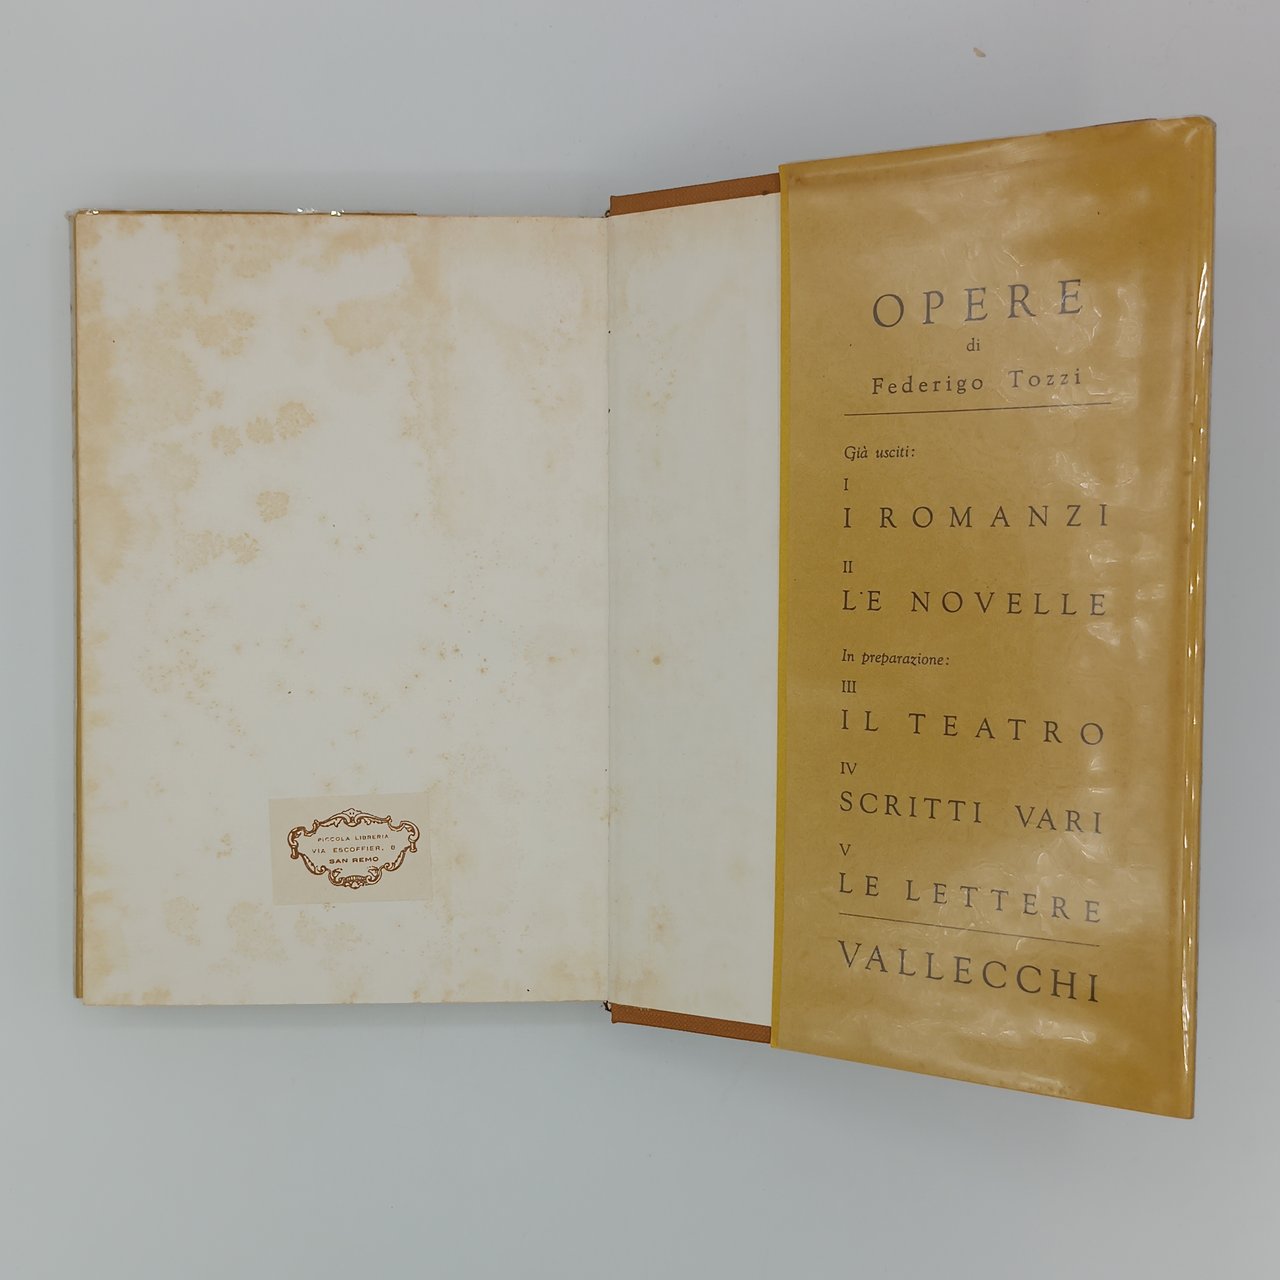 PICCOLA LIBRERIA
VIA ESCOFFIER, 8
SAN REMO
OPERE
di
Federigo Tozzi
Già usciti:
I
I ROMANZI
II
LE NOVELLE
In preparazione:
III
IL TEATRO
IV
SCRITTI VARI
V
LE LETTERE
VALLECCHI